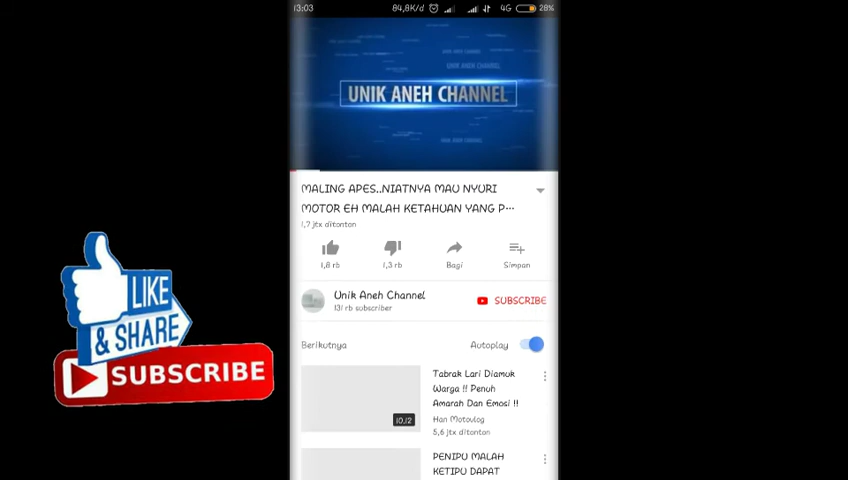 13:03
84,8K/d
4G
28%
UNIK ANEH CHANNEL
MALING APES..NIATNYA MAU NYURI
MOTOR EH MALAH KETAHUAN YANG P...
1,7 jtx ditonton
1,8 rb
1,3 rb
Bagi
Simpan
Unik Aneh Channel
131 rb subscriber
SUBSCRIBE
Berikutnya
Autoplay
10.12
Tabrak Lari Diamuk
Warga !! Penuh
Amarah Dan Emosi !!
Han Motovlog
5,6 jtx ditonton
PENIPU MALAH
KETIPU DAPAT
LIKE
& SHARE
SUBSCRIBE